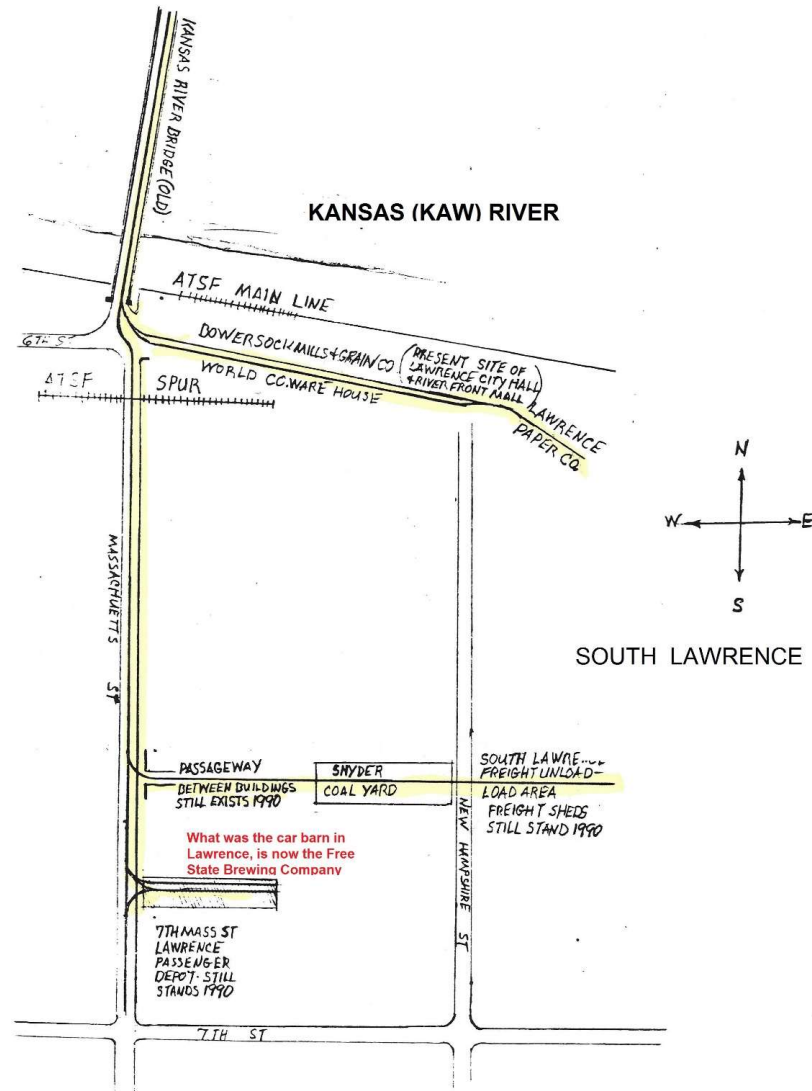 KANSAS RIVER BRIDGE (OLD)
KANSAS (KAW) RIVER
ATSF MAIN LINE
6TH ST
BOWERSOCK MILLS & GRAIN CO
(PRESENT SITE OF
LAWRENCE CITY HALL
& RIVER FRONT MALL)
ATSF SPUR
WORLD CO. WARE HOUSE
LAWRENCE
PAPER CO.
N
W E
S
MASSACHUETTS ST
SOUTH LAWRENCE
PASSAGEWAY
BETWEEN BUILDINGS
STILL EXISTS 1990
SNYDER
COAL YARD
SOUTH LAWRE
FREIGHT UNLOAD-
LOAD AREA
FREIGHT SHEDS
STILL STAND 1990
NEW HAMPSHIRE ST
What was the car barn in
Lawrence, is now the Free
State Brewing Company
7TH MASS ST
LAWRENCE
PASSENGER
DEPOT- STILL
STANDS 1990
7TH ST